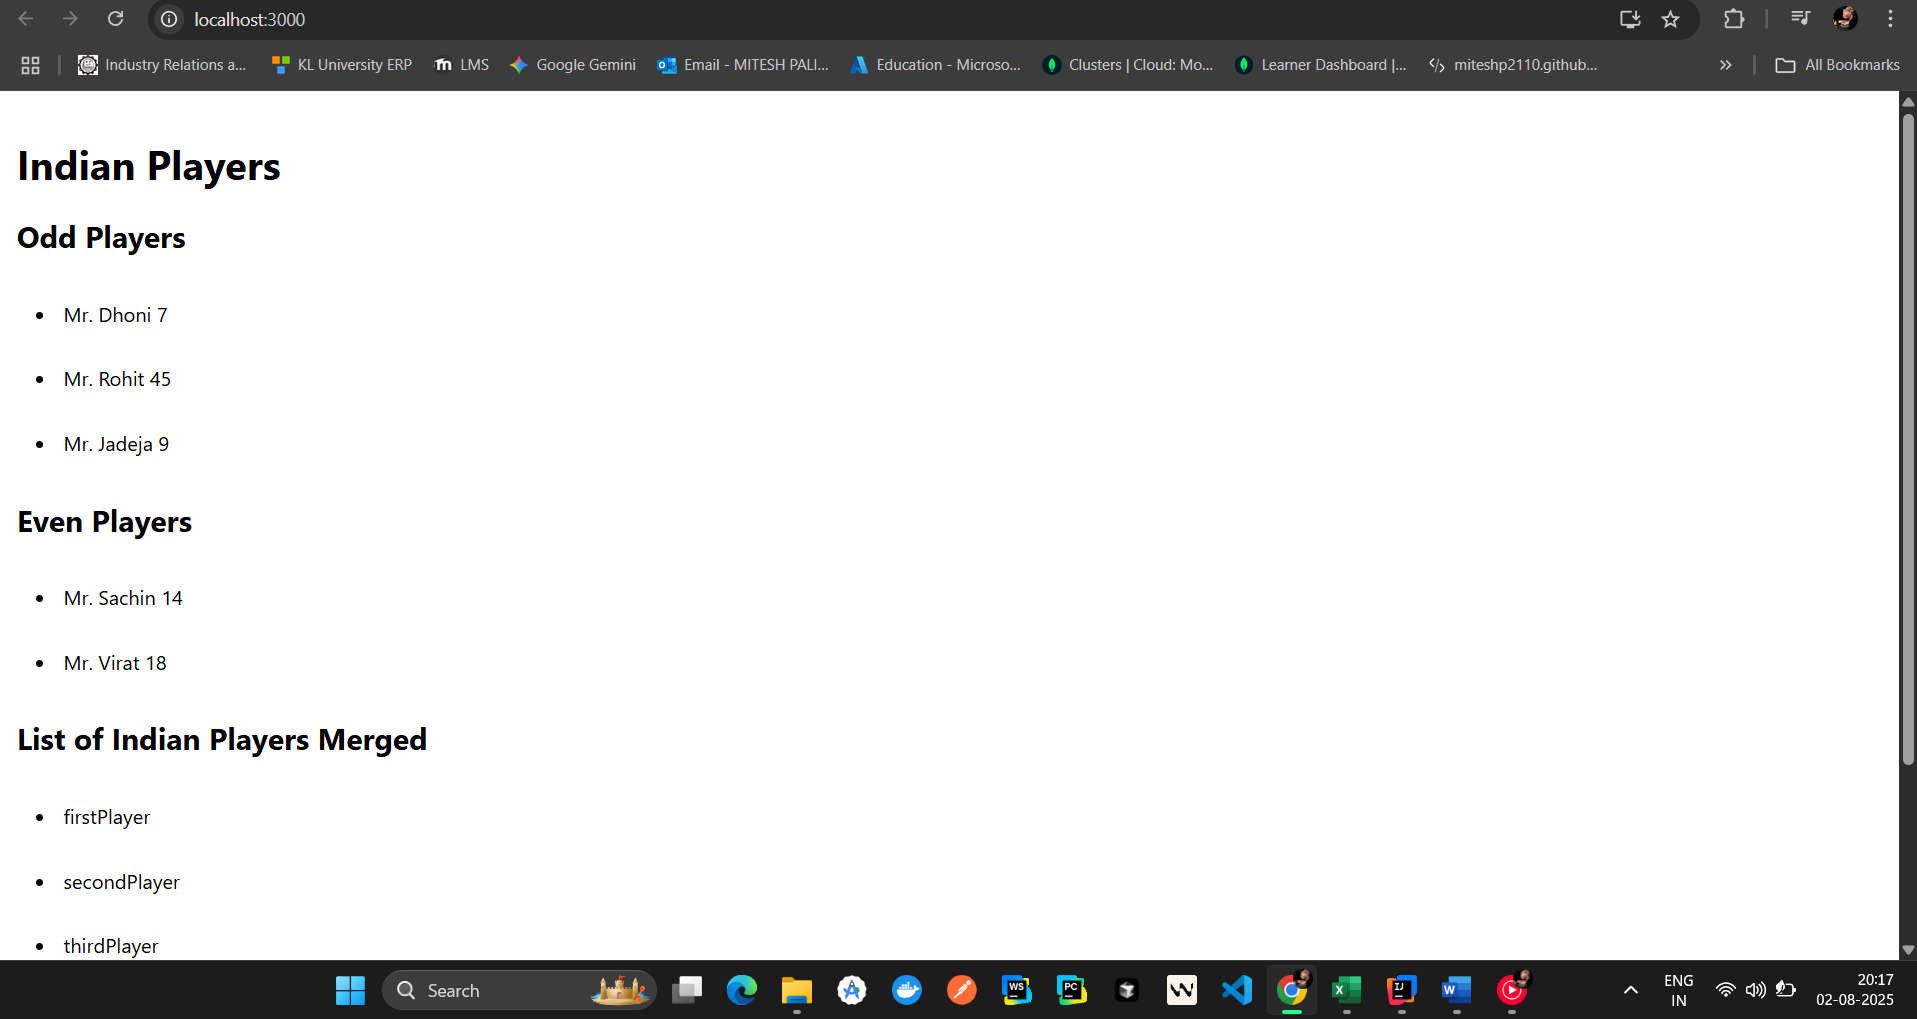 localhost:3000
Industry Relations a... KL University ERP LMS Google Gemini Email - MITESH PALI... Education - Microso... Clusters | Cloud: Mo... Learner Dashboard |... miteshp2110.github... » All Bookmarks
Indian Players
Odd Players
• Mr. Dhoni 7
• Mr. Rohit 45
• Mr. Jadeja 9
Even Players
• Mr. Sachin 14
• Mr. Virat 18
List of Indian Players Merged
• firstPlayer
• secondPlayer
• thirdPlayer
Search WS PC X IJ W ENG 20:17
IN 02-08-2025